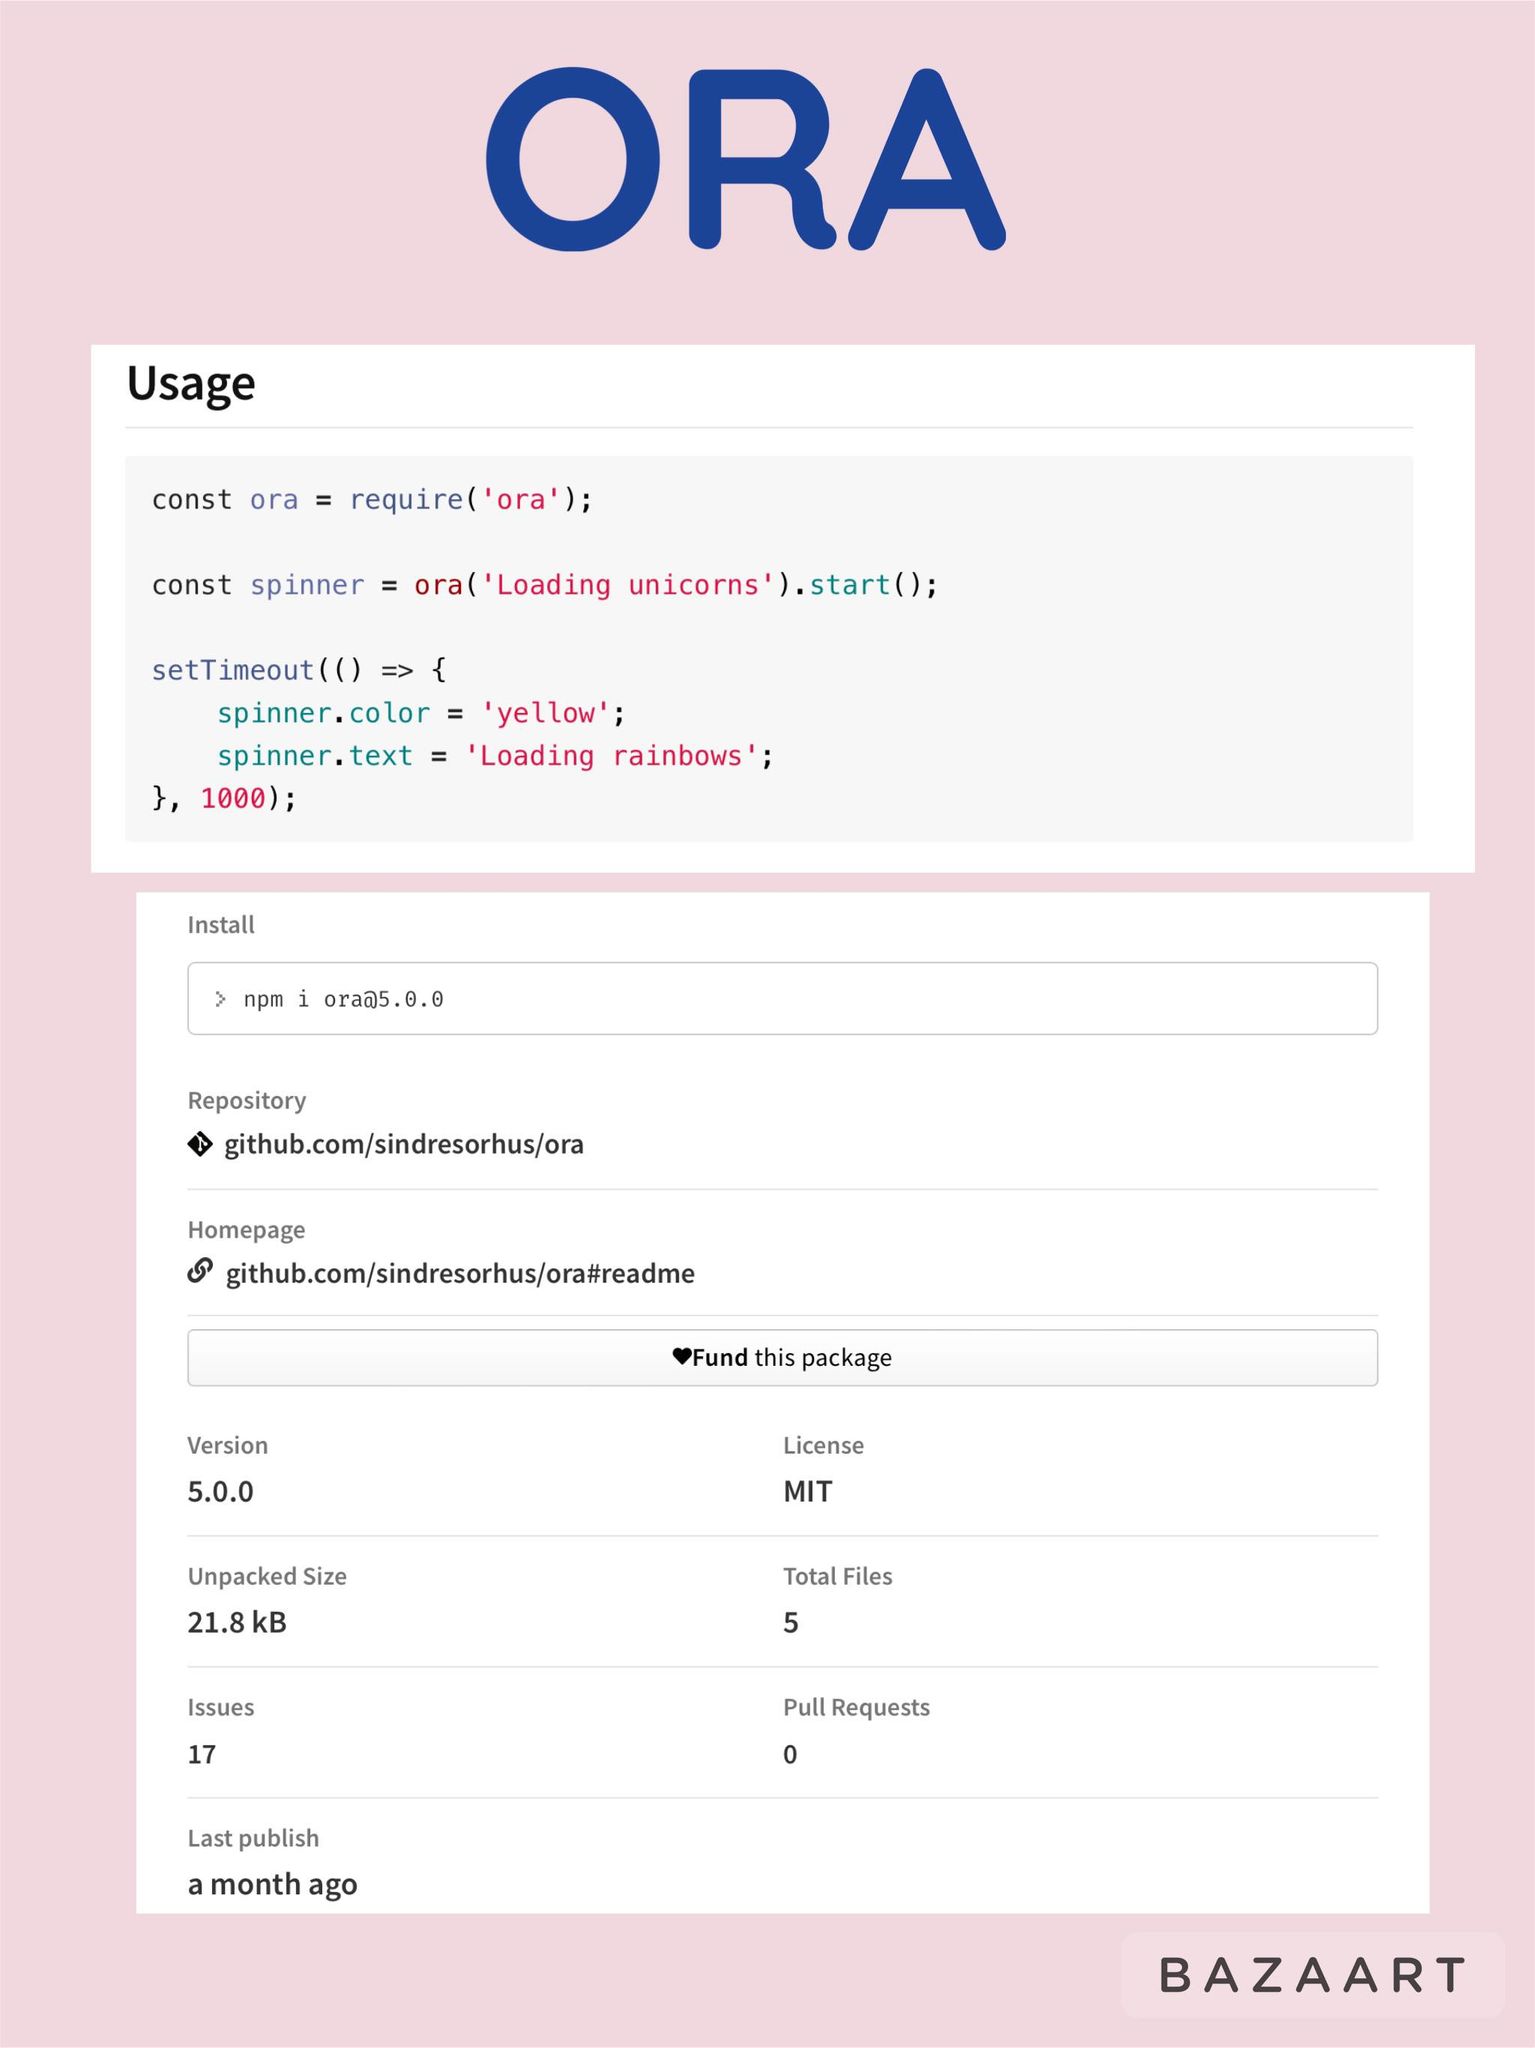 ORA
Usage
const ora = require('ora');
const spinner = ora('Loading unicorns').start();
setTimeout(() => {
    spinner.color = 'yellow';
    spinner.text = 'Loading rainbows';
}, 1000);
Install
> npm i ora@5.0.0
Repository
github.com/sindresorhus/ora
Homepage
github.com/sindresorhus/ora#readme
♥Fund this package
Version License
5.0.0 MIT
Unpacked Size Total Files
21.8 kB 5
Issues Pull Requests
17 0
Last publish
a month ago
BAZAART